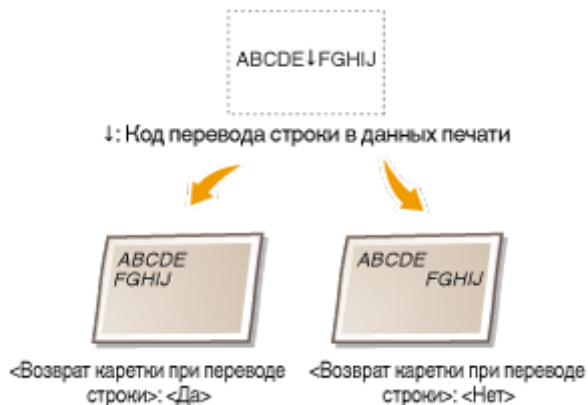 ABCDE↓FGHIJ
↓: Код перевода строки в данных печати
ABCDE
FGHIJ
<Возврат каретки при переводе
строки>: <Да>
ABCDE
FGHIJ
<Возврат каретки при переводе
строки>: <Нет>